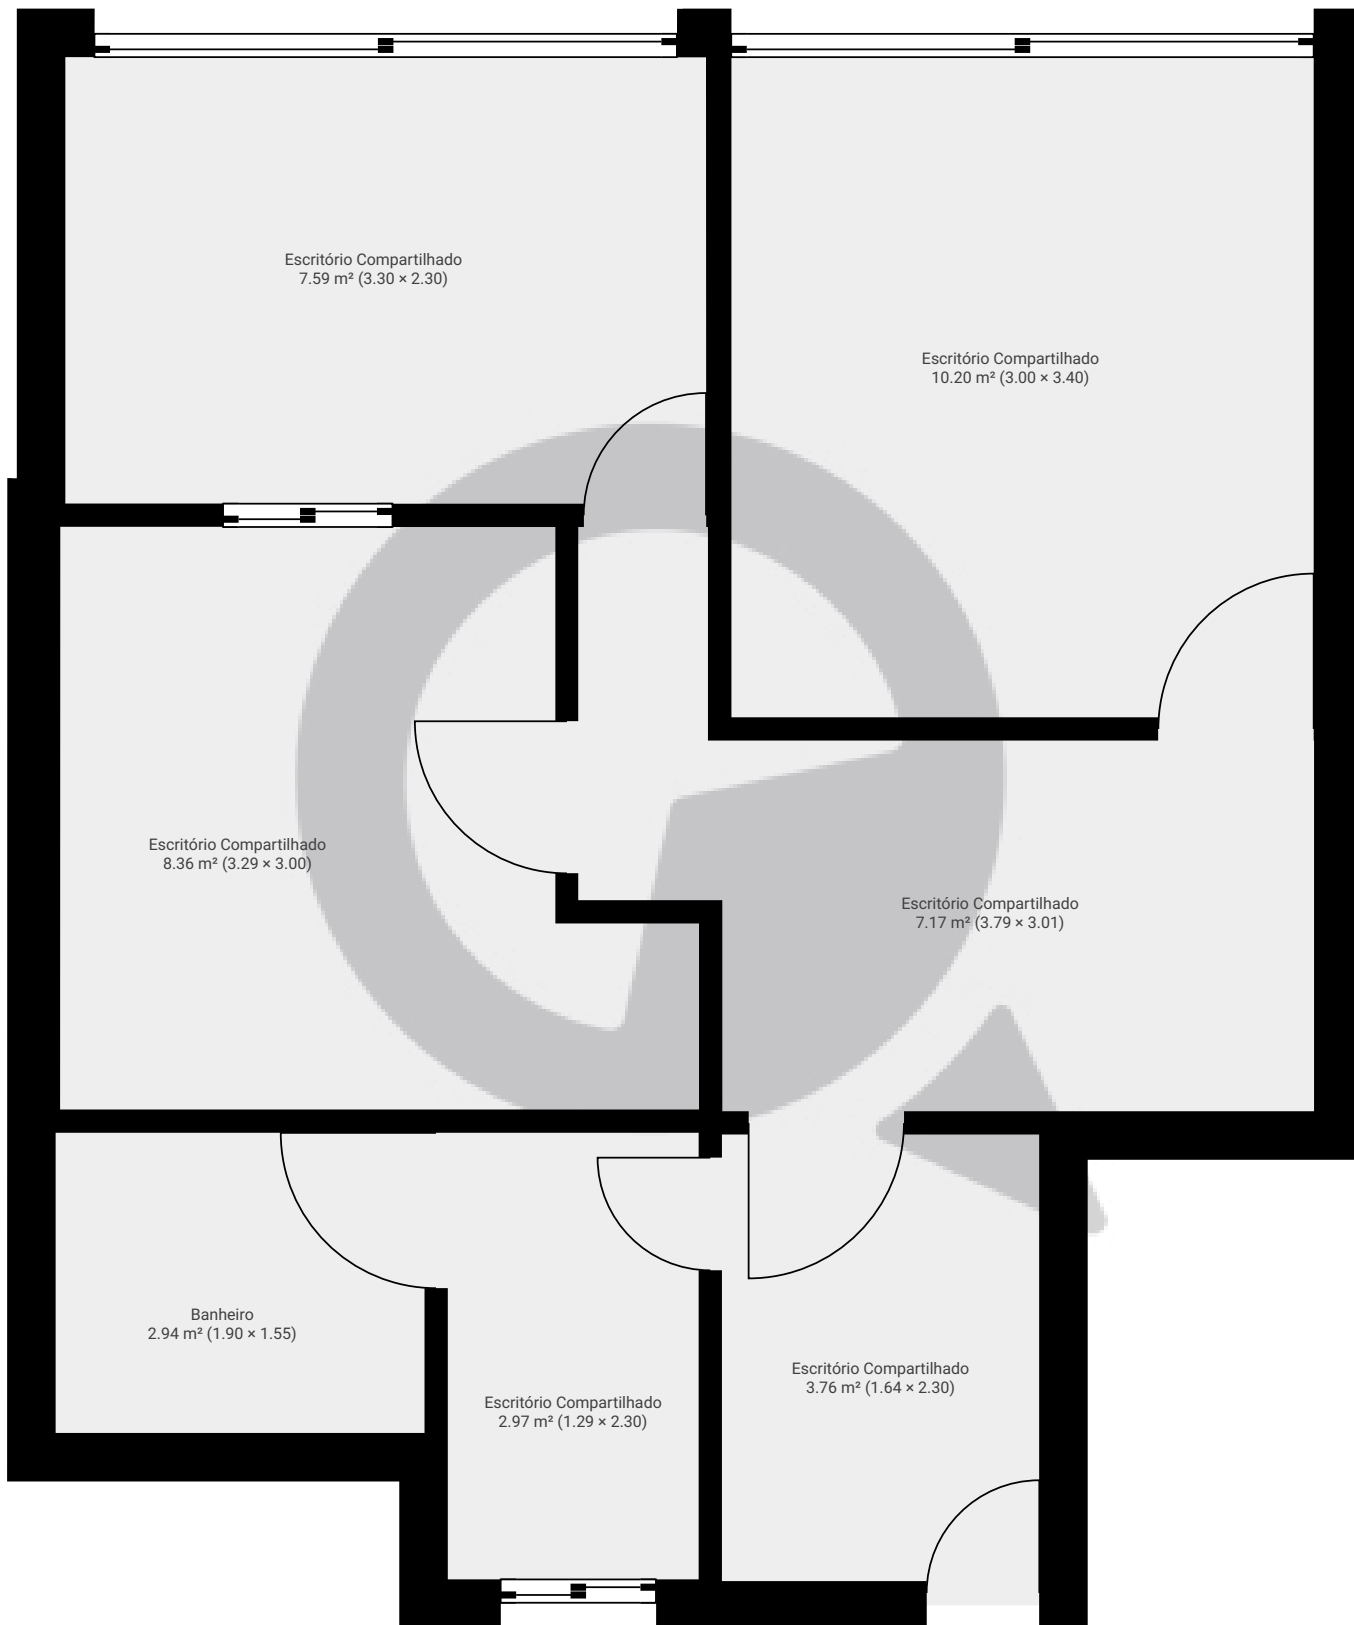 Escritório Compartilhado
7.59 m² (3.30 × 2.30)
Escritório Compartilhado
10.20 m² (3.00 × 3.40)
Escritório Compartilhado
8.36 m² (3.29 × 3.00)
Escritório Compartilhado
7.17 m² (3.79 × 3.01)
Banheiro
2.94 m² (1.90 × 1.55)
Escritório Compartilhado
2.97 m² (1.29 × 2.30)
Escritório Compartilhado
3.76 m² (1.64 × 2.30)